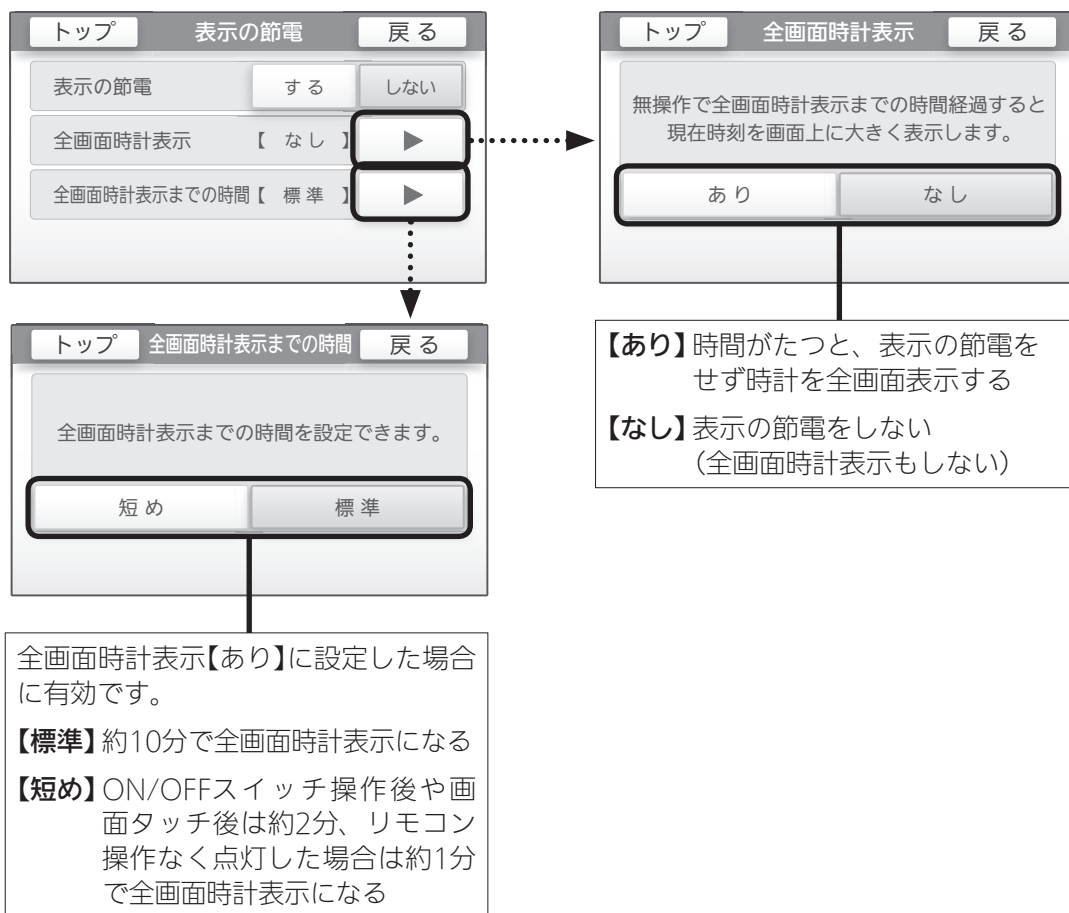 トップ 表示の節電 戻る
表示の節電 する しない
全画面時計表示 【 なし 】 ▶
全画面時計表示までの時間【 標準 】 ▶
トップ 全画面時計表示 戻る
無操作で全画面時計表示までの時間経過すると
現在時刻を画面上に大きく表示します。
あり なし
【あり】時間がたつと、表示の節電を
せず時計を全画面表示する
【なし】表示の節電をしない
（全画面時計表示もしない）
トップ 全画面時計表示までの時間 戻る
全画面時計表示までの時間を設定できます。
短め 標準
全画面時計表示【あり】に設定した場合
に有効です。
【標準】約10分で全画面時計表示になる
【短め】ON/OFFスイッチ操作後や画
面タッチ後は約2分、リモコン
操作なく点灯した場合は約1分
で全画面時計表示になる